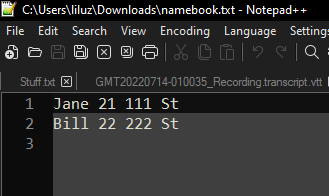 C:\Users\liluz\Downloads\namebook.txt - Notepad++
File Edit Search View Encoding Language Settings
Stuff.txt GMT20220714-010035_Recording.transcript.vtt
1 Jane 21 111 St
2 Bill 22 222 St
3